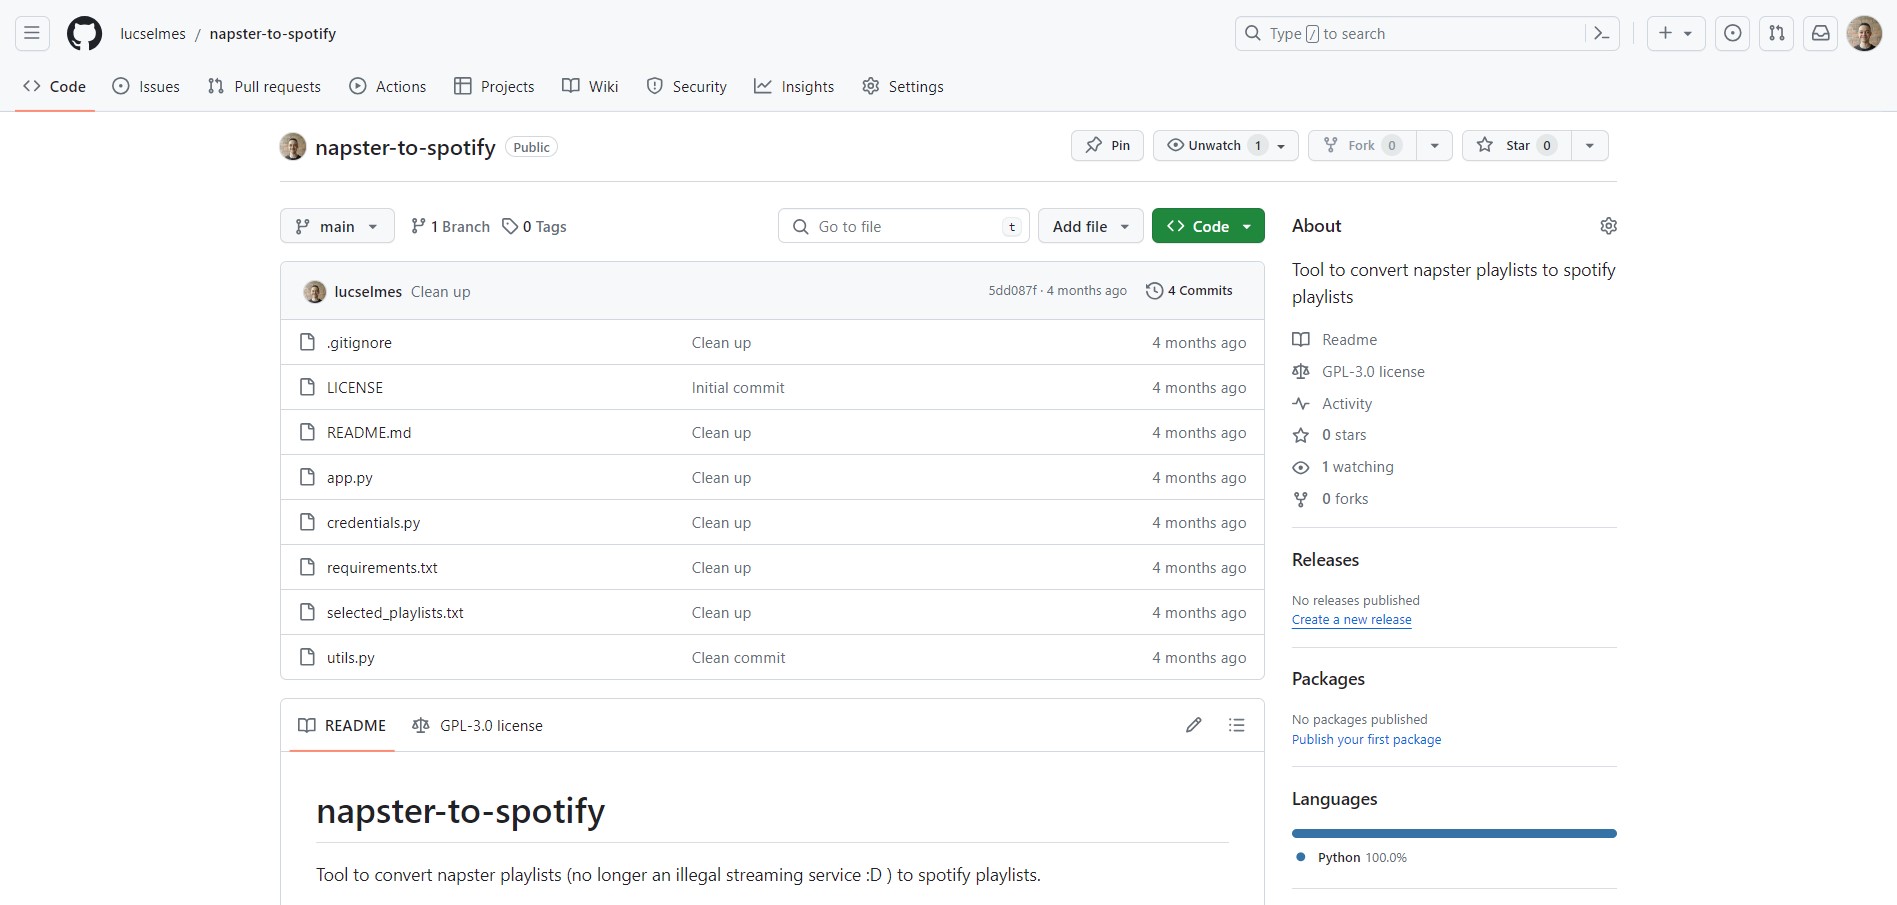 lucselmes / napster-to-spotify
Type / to search
Code Issues Pull requests Actions Projects Wiki Security Insights Settings
napster-to-spotify Public
Pin Unwatch 1 Fork 0 Star 0
main 1 Branch 0 Tags Go to file t Add file Code
lucselmes Clean up 5dd087f · 4 months ago 4 Commits
.gitignore Clean up 4 months ago
LICENSE Initial commit 4 months ago
README.md Clean up 4 months ago
app.py Clean up 4 months ago
credentials.py Clean up 4 months ago
requirements.txt Clean up 4 months ago
selected_playlists.txt Clean up 4 months ago
utils.py Clean commit 4 months ago
README GPL-3.0 license
napster-to-spotify
Tool to convert napster playlists (no longer an illegal streaming service :D ) to spotify playlists.
About
Tool to convert napster playlists to spotify
playlists
Readme
GPL-3.0 license
Activity
0 stars
1 watching
0 forks
Releases
No releases published
Create a new release
Packages
No packages published
Publish your first package
Languages
Python 100.0%